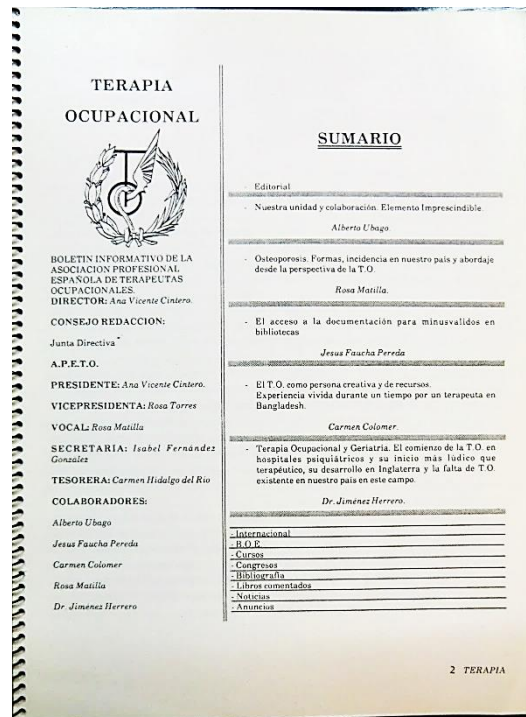 TERAPIA
OCUPACIONAL
BOLETIN INFORMATIVO DE LA
ASOCIACION PROFESIONAL
ESPAÑOLA DE TERAPEUTAS
OCUPACIONALES.
DIRECTOR: Ana Vicente Cintero.
CONSEJO REDACCION:
Junta Directiva
A.P.E.T.O.
PRESIDENTE: Ana Vicente Cintero.
VICEPRESIDENTA: Rosa Torres
VOCAL: Rosa Matilla
SECRETARIA: Isabel Fernández
Gonzalez
TESORERA: Carmen Hidalgo del Río
COLABORADORES:
Alberto Ubago
Jesus Faucha Pereda
Carmen Colomer
Rosa Matilla
Dr. Jiménez Herrero
SUMARIO
- Editorial
- Nuestra unidad y colaboración. Elemento Imprescindible.
Alberto Ubago.
- Osteoporosis. Formas, incidencia en nuestro país y abordaje
desde la perspectiva de la T.O.
Rosa Matilla.
- El acceso a la documentación para minusvalidos en
bibliotecas
Jesus Faucha Pereda
- El T.O. como persona creativa y de recursos.
Experiencia vivida durante un tiempo por un terapeuta en
Bangladesh.
Carmen Colomer.
- Terapia Ocupacional y Geriatría. El comienzo de la T.O. en
hospitales psiquiátricos y su inicio más lúdico que
terapéutico, su desarrollo en Inglaterra y la falta de T.O.
existente en nuestro país en este campo.
Dr. Jiménez Herrero.
- Internacional
- B.O.E.
- Cursos
- Congresos
- Bibliografía
- Libros comentados
- Noticias
- Anuncios
2 TERAPIA